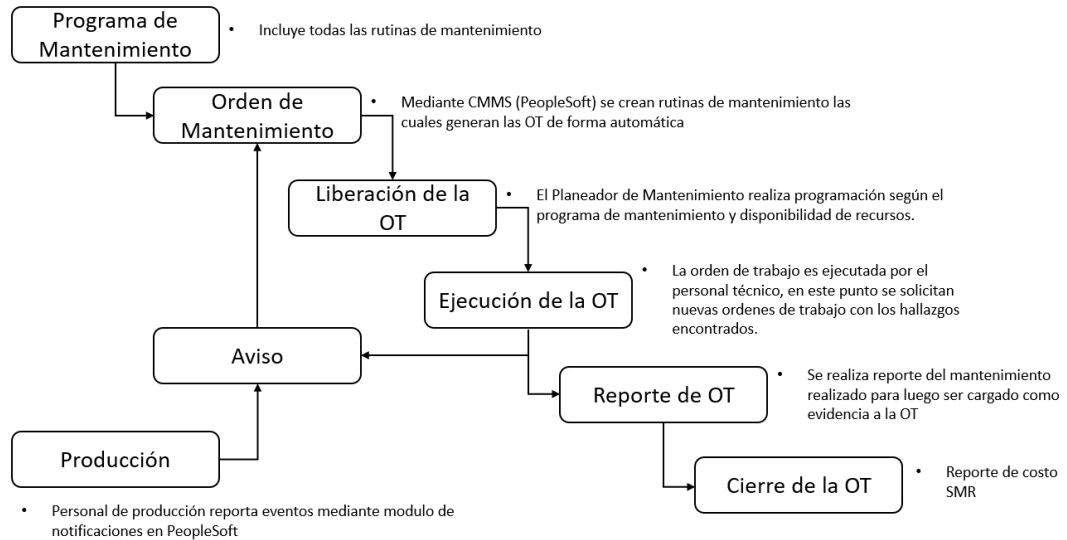 Programa de
Mantenimiento
• Incluye todas las rutinas de mantenimiento
Orden de
Mantenimiento
• Mediante CMMS (PeopleSoft) se crean rutinas de mantenimiento las
cuales generan las OT de forma automática
Liberación de la
OT
• El Planeador de Mantenimiento realiza programación según el
programa de mantenimiento y disponibilidad de recursos.
Ejecución de la OT
• La orden de trabajo es ejecutada por el
personal técnico, en este punto se solicitan
nuevas ordenes de trabajo con los hallazgos
encontrados.
Aviso
Reporte de OT
• Se realiza reporte del mantenimiento
realizado para luego ser cargado como
evidencia a la OT
Producción
• Personal de producción reporta eventos mediante modulo de
notificaciones en PeopleSoft
Cierre de la OT
• Reporte de costo
SMR